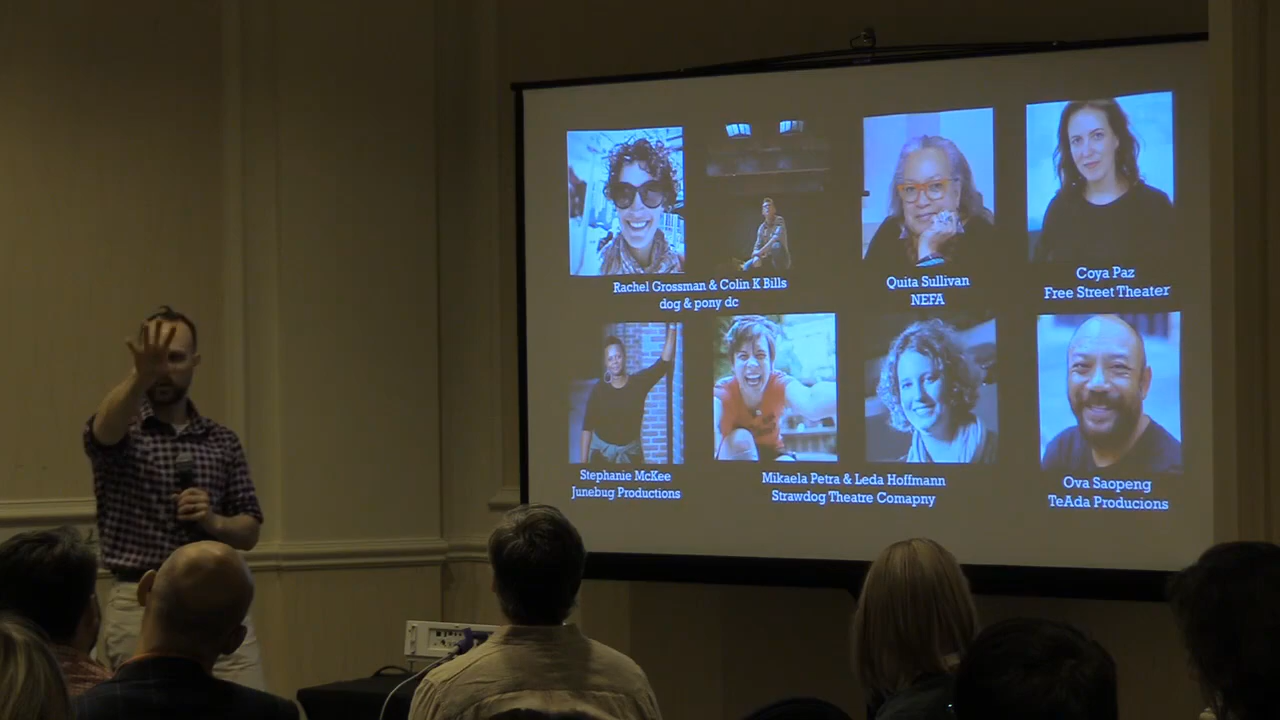 Rachel Grossman & Colin K Bills
dog & pony dc
Quita Sullivan
NEFA
Coya Paz
Free Street Theater
Stephanie McKee
Junebug Productions
Mikaela Petra & Leda Hoffmann
Strawdog Theatre Comapny
Ova Saopeng
TeAda Producions